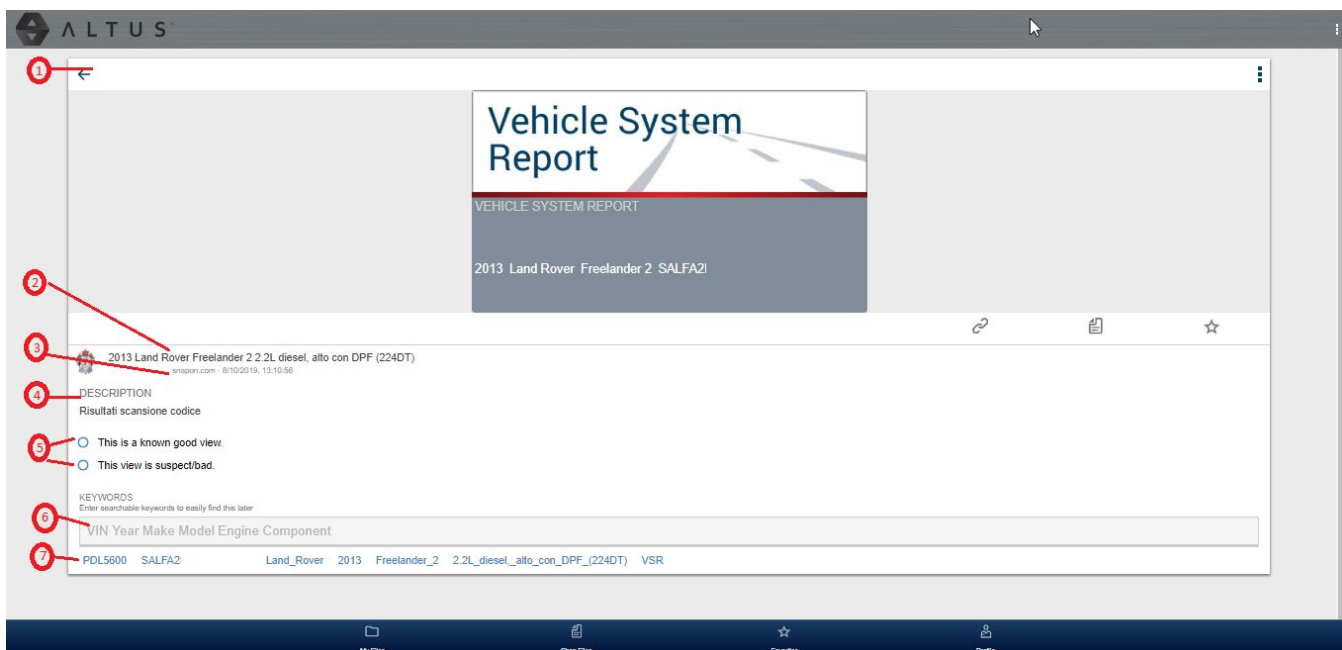 ALTUS
1
Vehicle System
Report
VEHICLE SYSTEM REPORT
2013 Land Rover Freelander 2 SALFA2
2
3
2013 Land Rover Freelander 2 2.2L diesel, alto con DPF (224DT)
snapon.com - 8/10/2019, 13:10:56
4
DESCRIPTION
Risultati scansione codice
5
This is a known good view.
This view is suspect/bad.
KEYWORDS
Enter searchable keywords to easily find this later
6
VIN Year Make Model Engine Component
7
PDL5600 SALFA2 Land_Rover 2013 Freelander_2 2.2L_diesel,_alto_con_DPF_(224DT) VSR